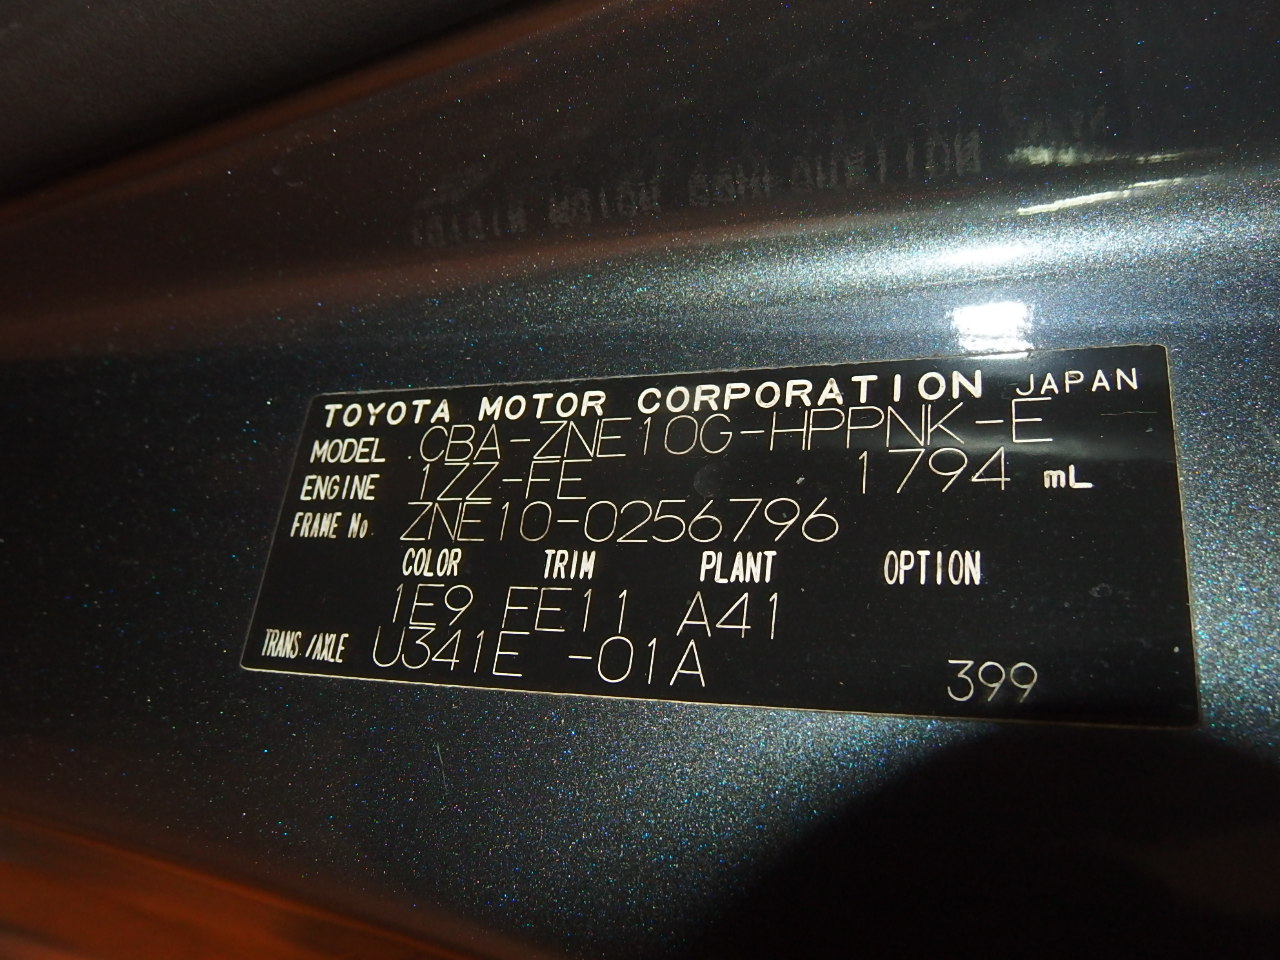 TOYOTA MOTOR CORPORATION JAPAN
MODEL CBA-ZNE10G-HPPNK-E
ENGINE 1ZZ-FE 1794 mL
FRAME No. ZNE10-0256796
COLOR TRIM PLANT OPTION
1E9 FE11 A41
TRANS./AXLE U341E -01A
399